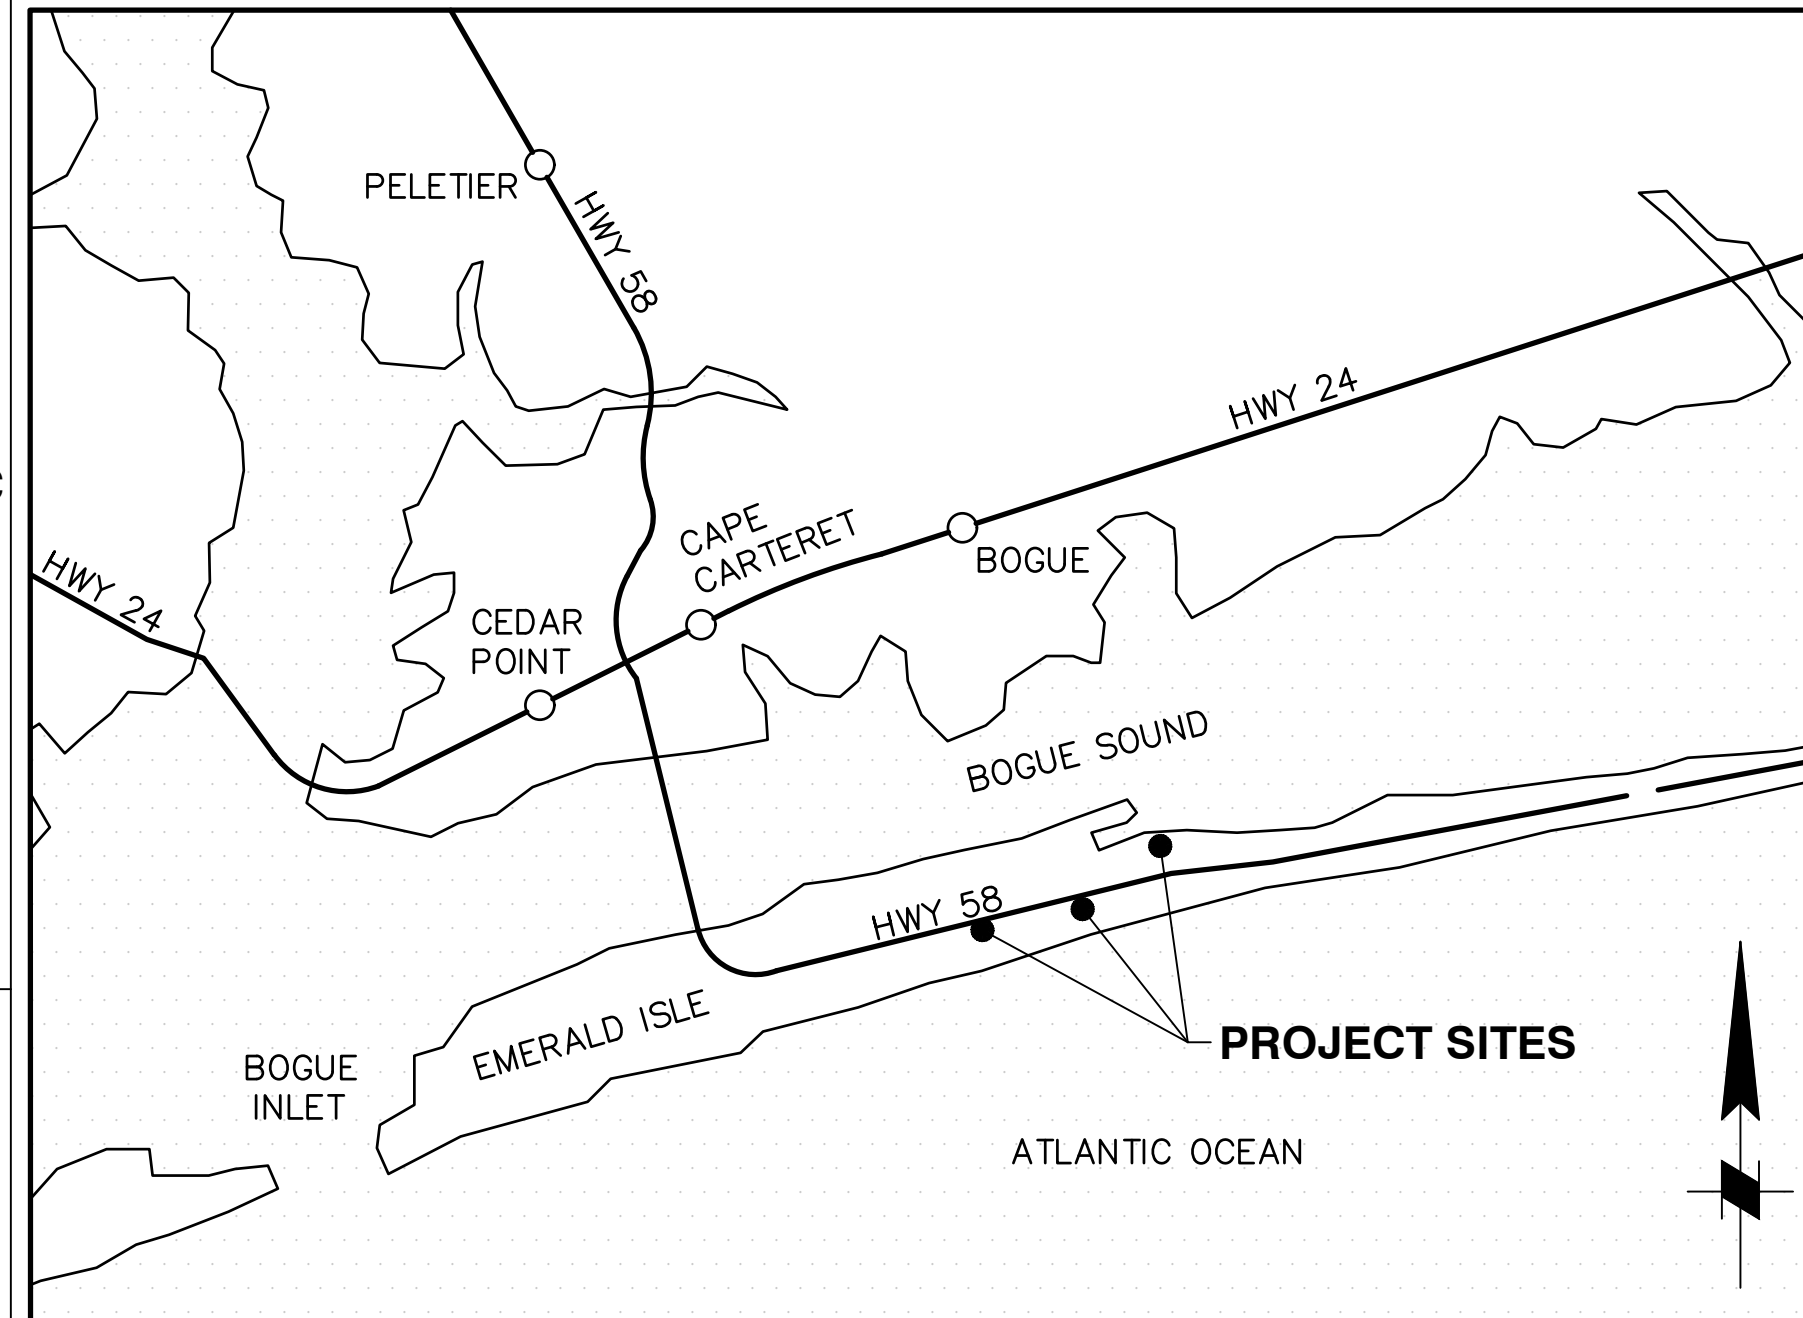 PELETIER
HWY 58
HWY 24
CAPE
CARTERET
BOGUE
HWY 24
CEDAR
POINT
BOGUE SOUND
HWY 58
EMERALD ISLE
PROJECT SITES
BOGUE
INLET
ATLANTIC OCEAN